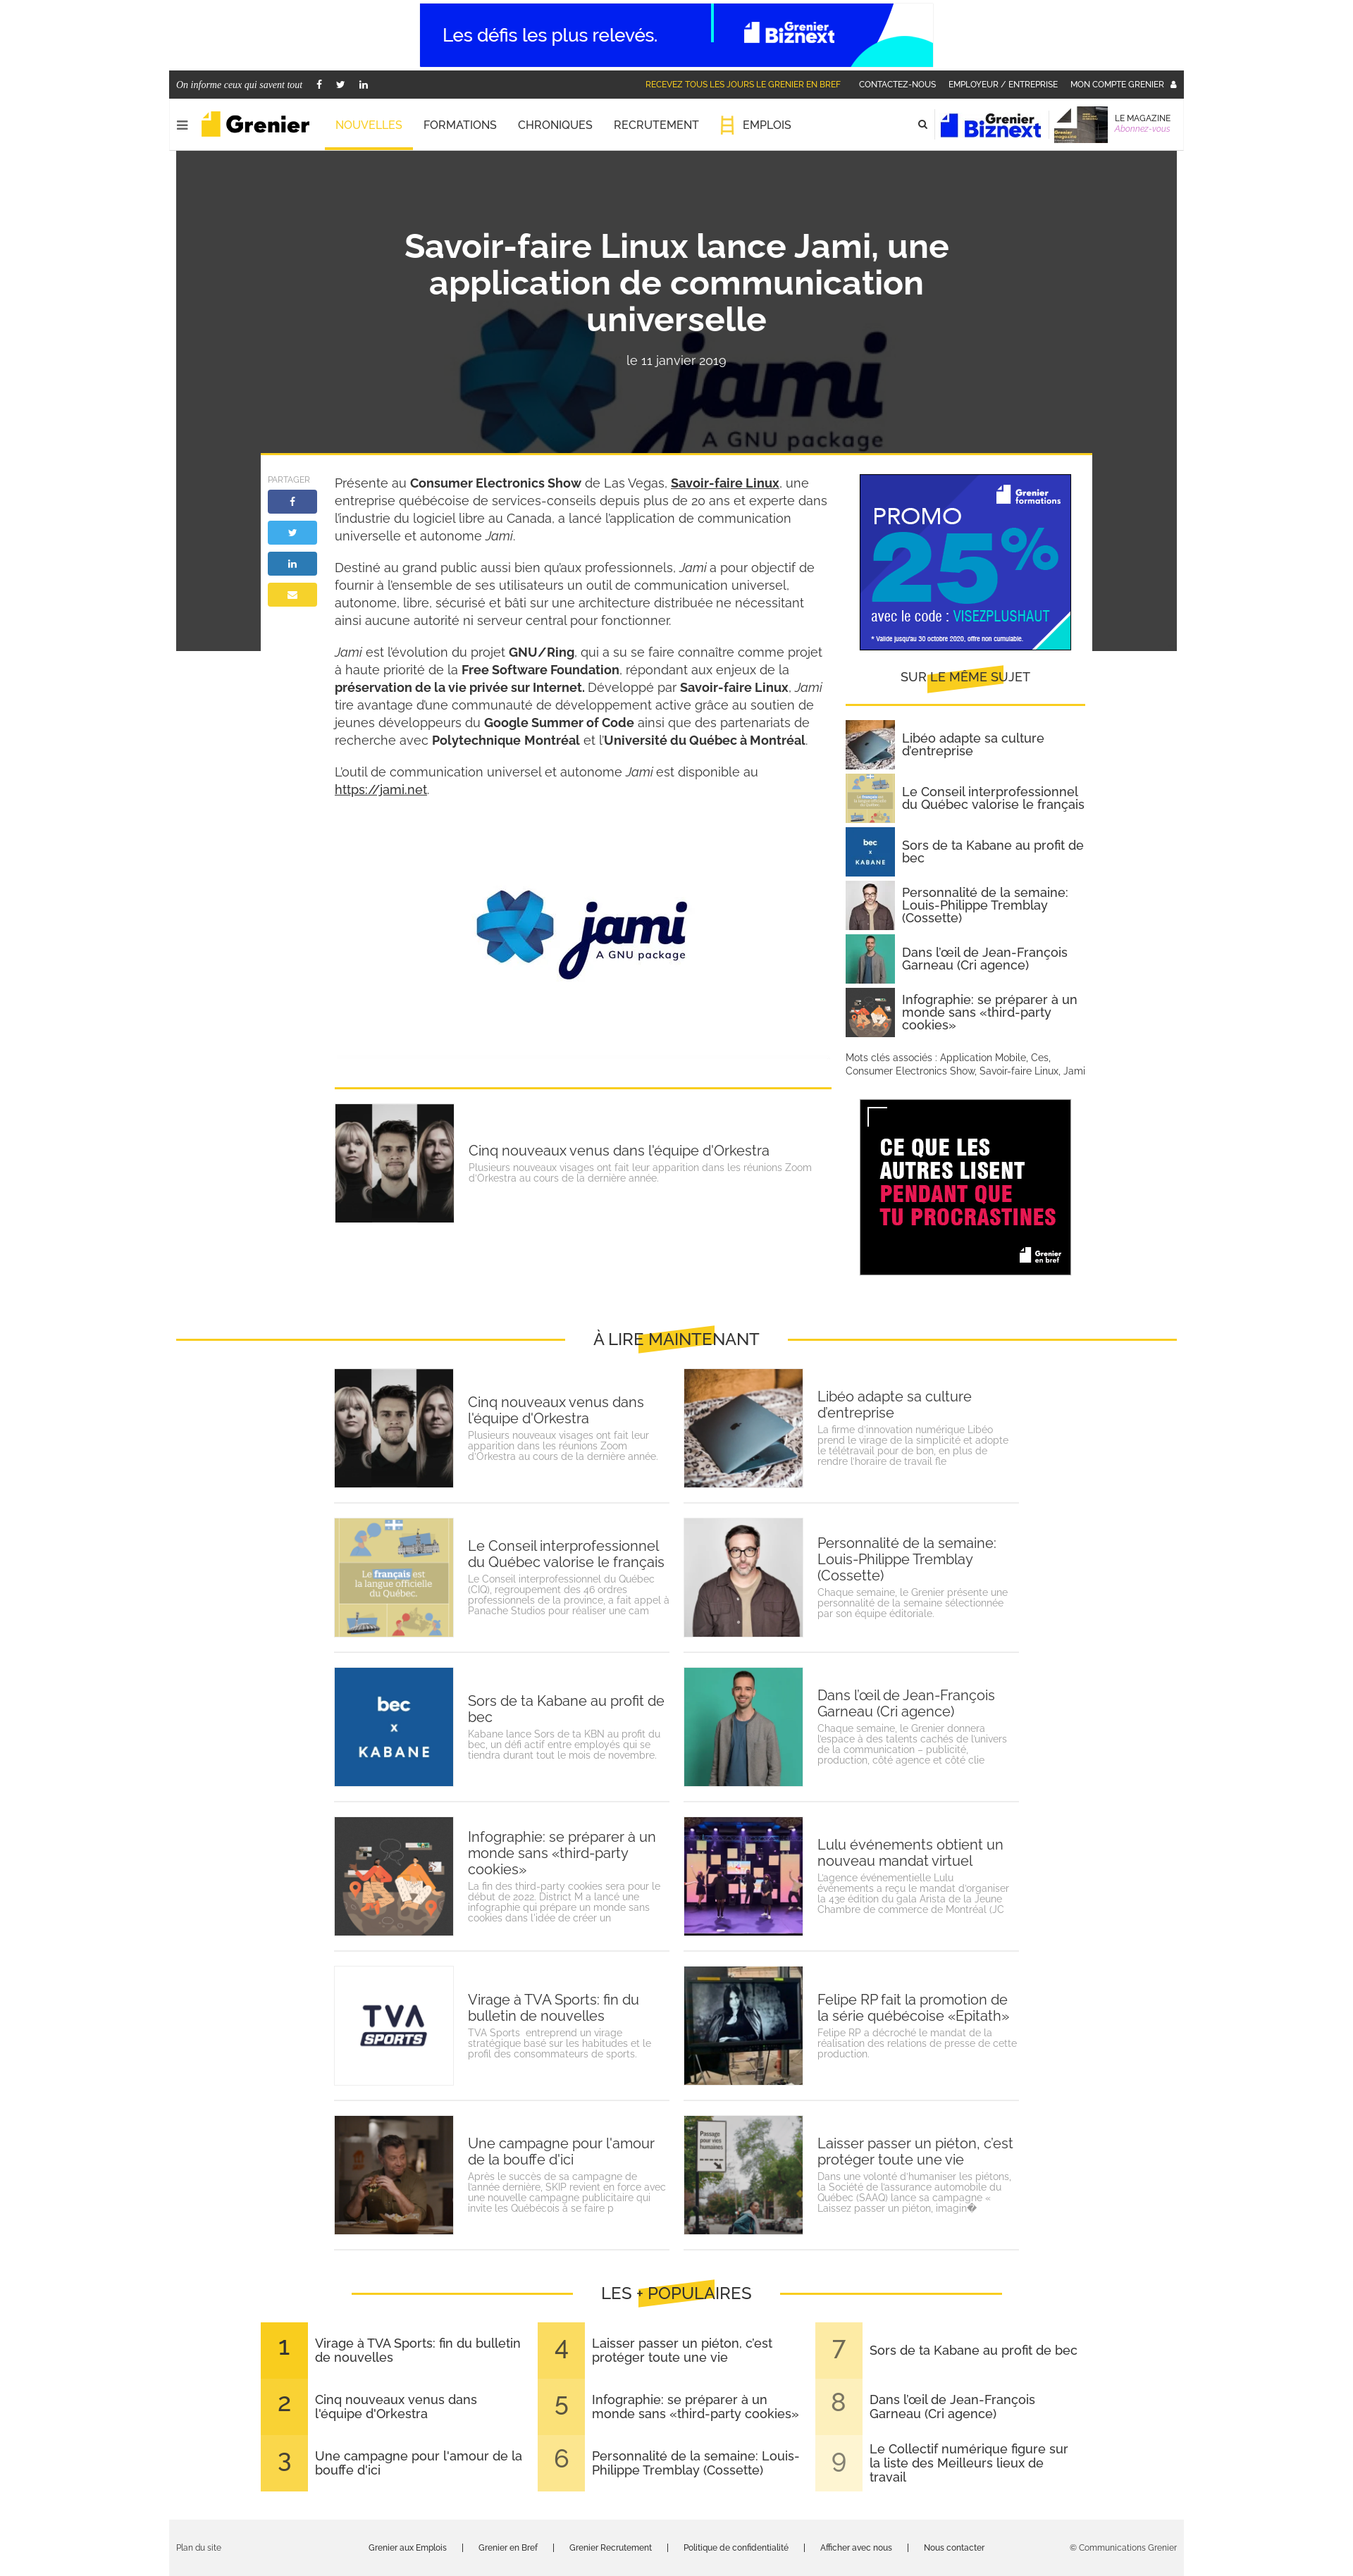 Les défis les plus relevés.
Grenier
Biznext
On informe ceux qui savent tout
RECEVEZ TOUS LES JOURS LE GRENIER EN BREF
CONTACTEZ-NOUS
EMPLOYEUR / ENTREPRISE
MON COMPTE GRENIER
Grenier
NOUVELLES
FORMATIONS
CHRONIQUES
RECRUTEMENT
EMPLOIS
Grenier
Biznext
LE MAGAZINE
Abonnez-vous
Savoir-faire Linux lance Jami, une
application de communication
universelle
le 11 janvier 2019
jami
A GNU package
PARTAGER
Présente au Consumer Electronics Show de Las Vegas, Savoir-faire Linux, une
entreprise québécoise de services-conseils depuis plus de 20 ans et experte dans
l’industrie du logiciel libre au Canada, a lancé l’application de communication
universelle et autonome Jami.
Destiné au grand public aussi bien qu’aux professionnels, Jami a pour objectif de
fournir à l’ensemble de ses utilisateurs un outil de communication universel,
autonome, libre, sécurisé et bâti sur une architecture distribuée ne nécessitant
ainsi aucune autorité ni serveur central pour fonctionner.
Jami est l’évolution du projet GNU/Ring, qui a su se faire connaître comme projet
à haute priorité de la Free Software Foundation, répondant aux enjeux de la
préservation de la vie privée sur Internet. Développé par Savoir-faire Linux, Jami
tire avantage d’une communauté de développement active grâce au soutien de
jeunes développeurs du Google Summer of Code ainsi que des partenariats de
recherche avec Polytechnique Montréal et l’Université du Québec à Montréal.
L’outil de communication universel et autonome Jami est disponible au
https://jami.net.
jami
A GNU package
Cinq nouveaux venus dans l'équipe d'Orkestra
Plusieurs nouveaux visages ont fait leur apparition dans les réunions Zoom
d'Orkestra au cours de la dernière année.
Grenier
formations
PROMO
25%
avec le code : VISEZPLUSHAUT
* Valide jusqu'au 30 octobre 2020, offre non cumulable.
SUR LE MÊME SUJET
Libéo adapte sa culture
d’entreprise
Le Conseil interprofessionnel
du Québec valorise le français
bec
x
KABANE
Sors de ta Kabane au profit de
bec
Personnalité de la semaine:
Louis-Philippe Tremblay
(Cossette)
Dans l’œil de Jean-François
Garneau (Cri agence)
Infographie: se préparer à un
monde sans «third-party
cookies»
Mots clés associés : Application Mobile, Ces,
Consumer Electronics Show, Savoir-faire Linux, Jami
CE QUE LES
AUTRES LISENT
PENDANT QUE
TU PROCRASTINES
Grenier
en bref
À LIRE MAINTENANT
Cinq nouveaux venus dans
l'équipe d'Orkestra
Plusieurs nouveaux visages ont fait leur
apparition dans les réunions Zoom
d'Orkestra au cours de la dernière année.
Libéo adapte sa culture
d’entreprise
La firme d’innovation numérique Libéo
prend le virage de la simplicité et adopte
le télétravail pour de bon, en plus de
rendre l’horaire de travail fle
Le français est
la langue officielle
du Québec.
Le Conseil interprofessionnel
du Québec valorise le français
Le Conseil interprofessionnel du Québec
(CIQ), regroupement des 46 ordres
professionnels de la province, a fait appel à
Panache Studios pour réaliser une cam
Personnalité de la semaine:
Louis-Philippe Tremblay
(Cossette)
Chaque semaine, le Grenier présente une
personnalité de la semaine sélectionnée
par son équipe éditoriale.
bec
x
KABANE
Sors de ta Kabane au profit de
bec
Kabane lance Sors de ta KBN au profit du
bec, un défi actif entre employés qui se
tiendra durant tout le mois de novembre.
Dans l’œil de Jean-François
Garneau (Cri agence)
Chaque semaine, le Grenier donnera
l’espace à des talents cachés de l’univers
de la communication – publicité,
production, côté agence et côté clie
Infographie: se préparer à un
monde sans «third-party
cookies»
La fin des third-party cookies sera pour le
début de 2022. District M a lancé une
infographie qui prépare un monde sans
cookies dans l'idée de créer un
Lulu événements obtient un
nouveau mandat virtuel
L’agence événementielle Lulu
événements a reçu le mandat d’organiser
la 43e édition du gala Arista de la Jeune
Chambre de commerce de Montréal (JC
TVA
SPORTS
Virage à TVA Sports: fin du
bulletin de nouvelles
TVA Sports entreprend un virage
stratégique basé sur les habitudes et le
profil des consommateurs de sports.
Felipe RP fait la promotion de
la série québécoise «Epitath»
Felipe RP a décroché le mandat de la
réalisation des relations de presse de cette
production.
Une campagne pour l'amour
de la bouffe d'ici
Après le succès de sa campagne de
l’année dernière, SKIP revient en force avec
une nouvelle campagne publicitaire qui
invite les Québécois à se faire p
Passage
pour vies
humaines
Laisser passer un piéton, c’est
protéger toute une vie
Dans une volonté d’humaniser les piétons,
la Société de l’assurance automobile du
Québec (SAAQ) lance sa campagne «
Laissez passer un piéton, imagin�
LES + POPULAIRES
1
Virage à TVA Sports: fin du bulletin
de nouvelles
2
Cinq nouveaux venus dans
l'équipe d'Orkestra
3
Une campagne pour l'amour de la
bouffe d'ici
4
Laisser passer un piéton, c’est
protéger toute une vie
5
Infographie: se préparer à un
monde sans «third-party cookies»
6
Personnalité de la semaine: Louis-
Philippe Tremblay (Cossette)
7
Sors de ta Kabane au profit de bec
8
Dans l’œil de Jean-François
Garneau (Cri agence)
9
Le Collectif numérique figure sur
la liste des Meilleurs lieux de
travail
Plan du site
Grenier aux Emplois | Grenier en Bref | Grenier Recrutement | Politique de confidentialité | Afficher avec nous | Nous contacter
© Communications Grenier